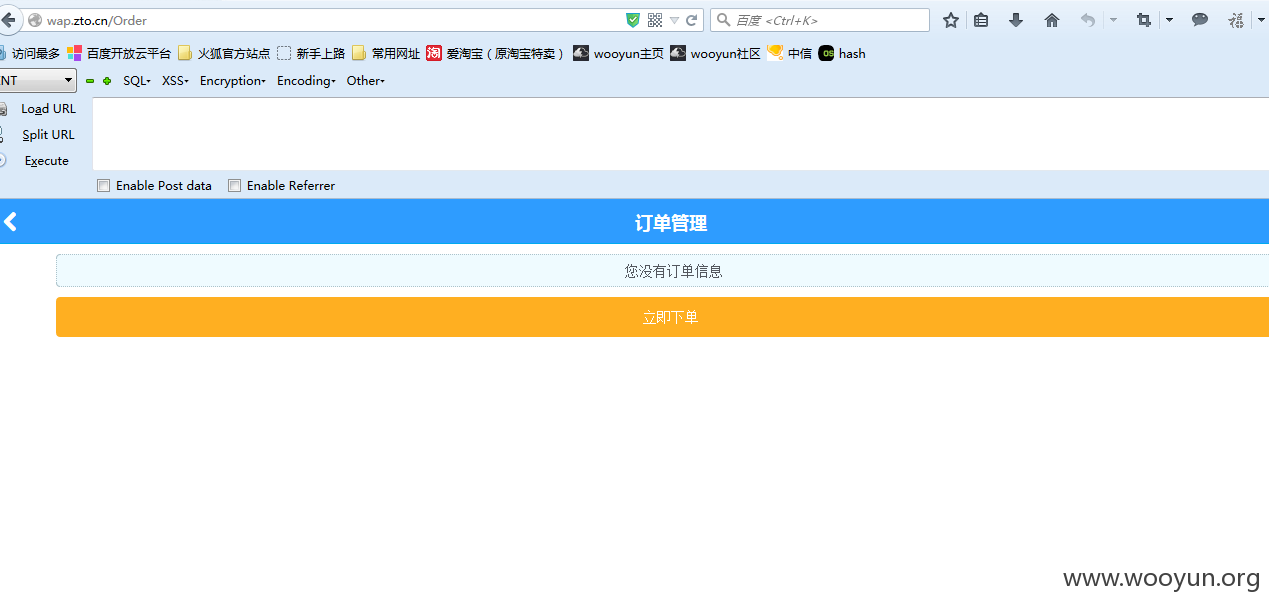 wap.zto.cn/Order
百度 <Ctrl+K>
访问最多 百度开放云平台 火狐官方站点 新手上路 常用网址 淘 爱淘宝（原淘宝特卖） wooyun主页 wooyun社区 中信 hash
NT SQL XSS Encryption Encoding Other
Load URL
Split URL
Execute
Enable Post data Enable Referrer
订单管理
您没有订单信息
立即下单
www.wooyun.org